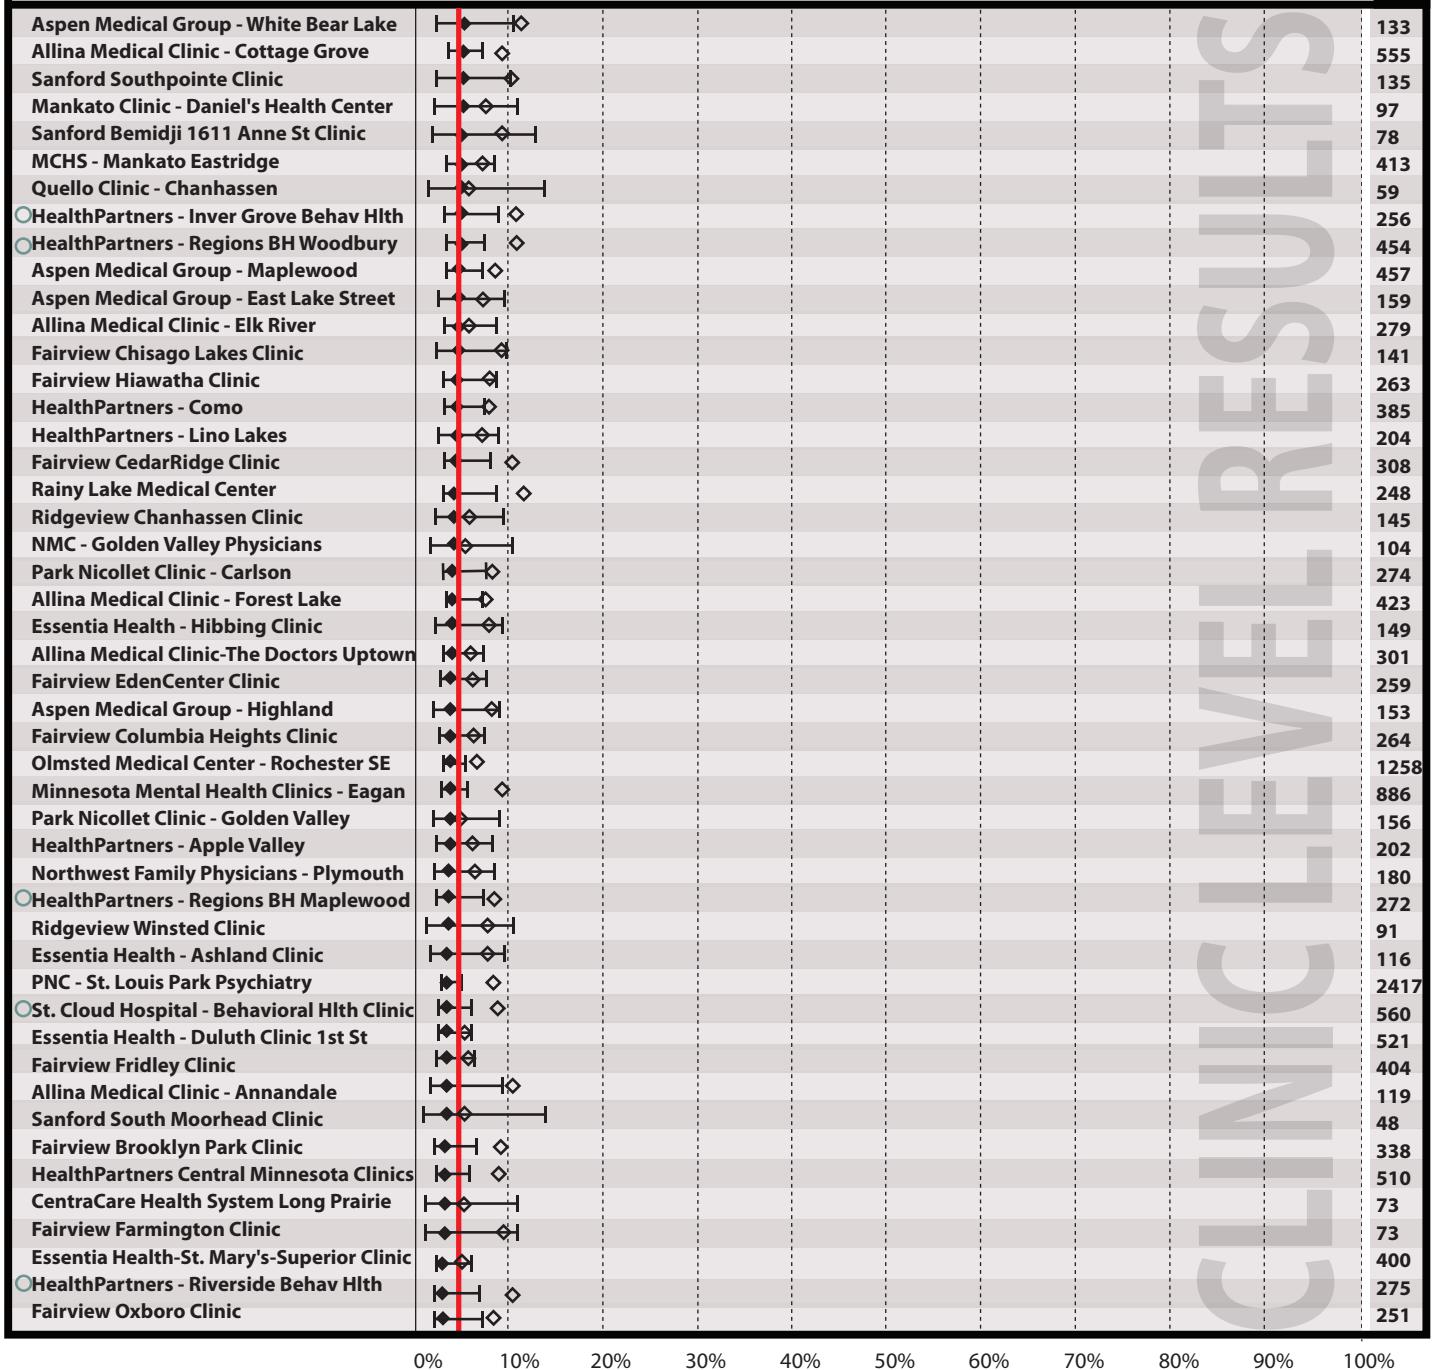 Aspen Medical Group - White Bear Lake 133
Allina Medical Clinic - Cottage Grove 555
Sanford Southpointe Clinic 135
Mankato Clinic - Daniel's Health Center 97
Sanford Bemidji 1611 Anne St Clinic 78
MCHS - Mankato Eastridge 413
Quello Clinic - Chanhassen 59
HealthPartners - Inver Grove Behav Hlth 256
HealthPartners - Regions BH Woodbury 454
Aspen Medical Group - Maplewood 457
Aspen Medical Group - East Lake Street 159
Allina Medical Clinic - Elk River 279
Fairview Chisago Lakes Clinic 141
Fairview Hiawatha Clinic 263
HealthPartners - Como 385
HealthPartners - Lino Lakes 204
Fairview CedarRidge Clinic 308
Rainy Lake Medical Center 248
Ridgeview Chanhassen Clinic 145
NMC - Golden Valley Physicians 104
Park Nicollet Clinic - Carlson 274
Allina Medical Clinic - Forest Lake 423
Essentia Health - Hibbing Clinic 149
Allina Medical Clinic-The Doctors Uptown 301
Fairview EdenCenter Clinic 259
Aspen Medical Group - Highland 153
Fairview Columbia Heights Clinic 264
Olmsted Medical Center - Rochester SE 1258
Minnesota Mental Health Clinics - Eagan 886
Park Nicollet Clinic - Golden Valley 156
HealthPartners - Apple Valley 202
Northwest Family Physicians - Plymouth 180
HealthPartners - Regions BH Maplewood 272
Ridgeview Winsted Clinic 91
Essentia Health - Ashland Clinic 116
PNC - St. Louis Park Psychiatry 2417
St. Cloud Hospital - Behavioral Hlth Clinic 560
Essentia Health - Duluth Clinic 1st St 521
Fairview Fridley Clinic 404
Allina Medical Clinic - Annandale 119
Sanford South Moorhead Clinic 48
Fairview Brooklyn Park Clinic 338
HealthPartners Central Minnesota Clinics 510
CentraCare Health System Long Prairie 73
Fairview Farmington Clinic 73
Essentia Health-St. Mary's-Superior Clinic 400
HealthPartners - Riverside Behav Hlth 275
Fairview Oxboro Clinic 251
0% 10% 20% 30% 40% 50% 60% 70% 80% 90% 100%
CLINIC LEVEL RESULTS